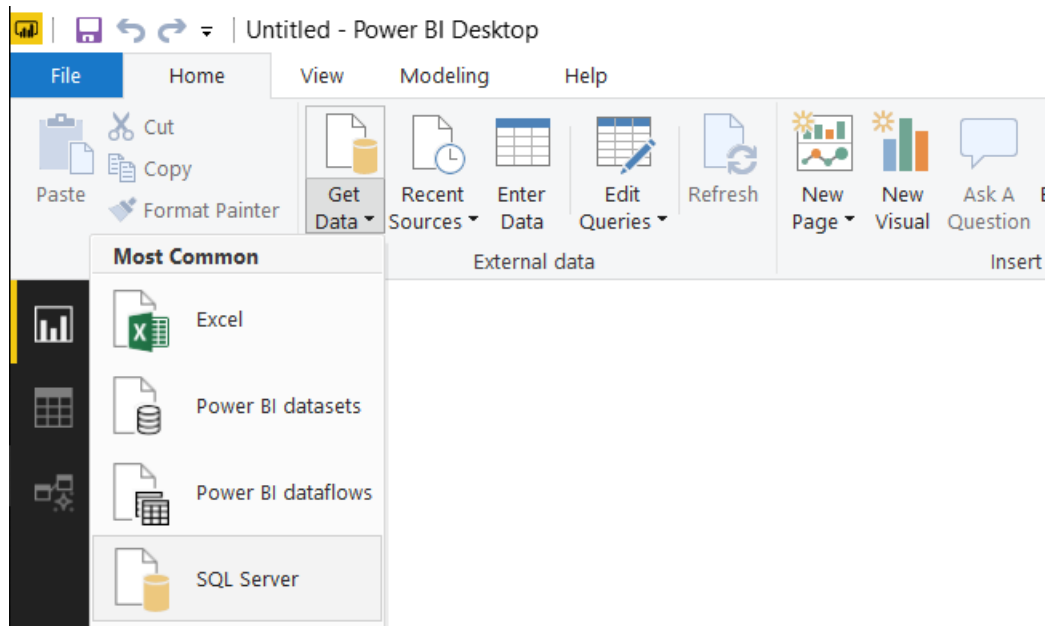 Untitled - Power BI Desktop
File Home View Modeling Help
Cut
Copy
Format Painter
Paste
Get Data
Recent Sources
Enter Data
Edit Queries
Refresh
New Page
New Visual
Ask A Question
External data
Insert
Most Common
Excel
Power BI datasets
Power BI dataflows
SQL Server